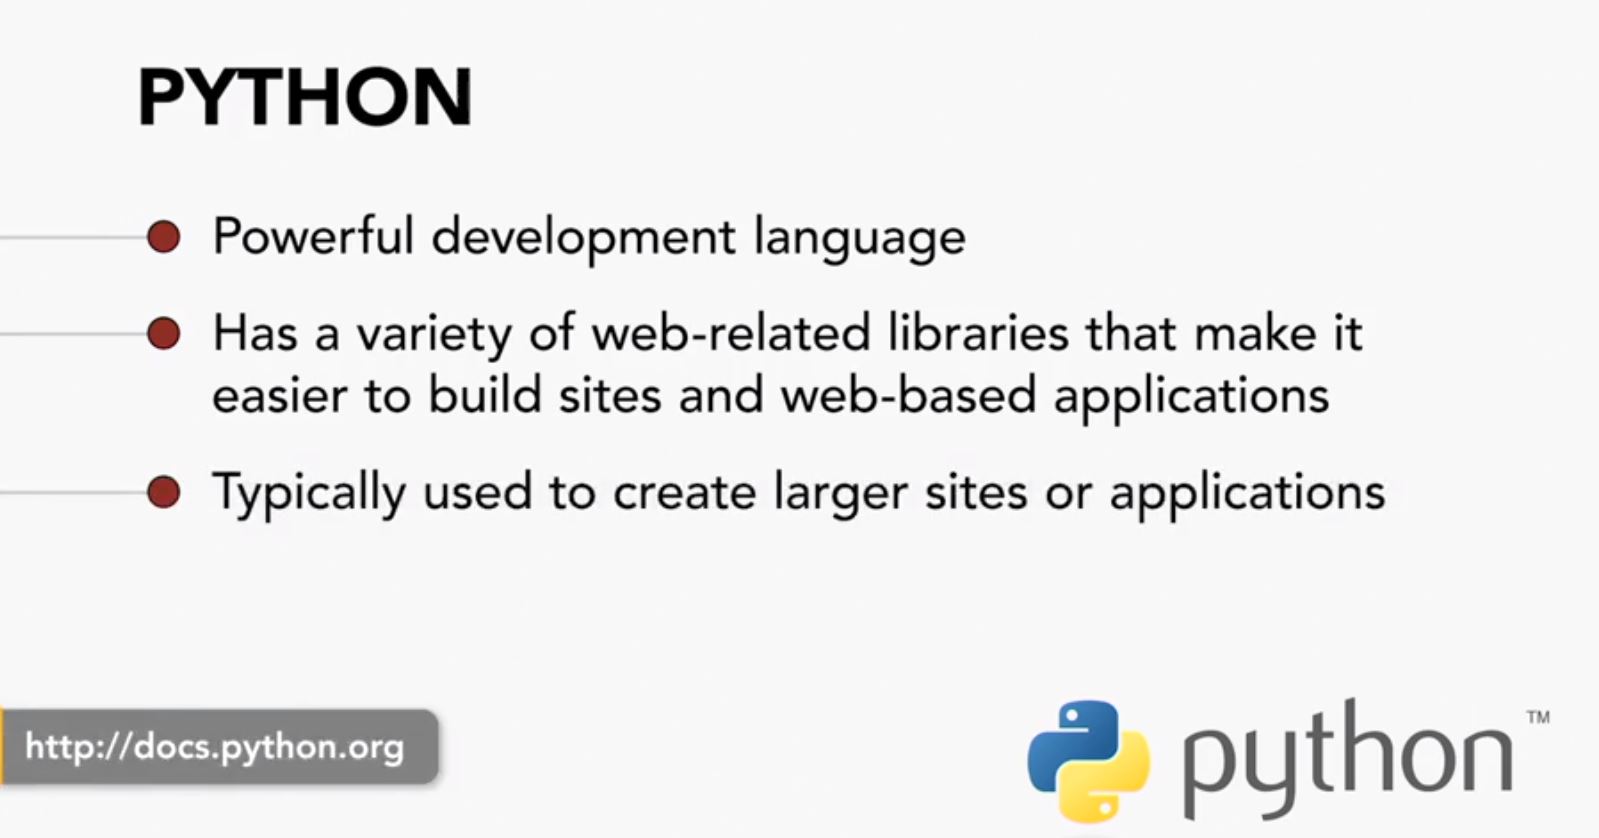 PYTHON
Powerful development language
Has a variety of web-related libraries that make it
easier to build sites and web-based applications
Typically used to create larger sites or applications
http://docs.python.org
python™